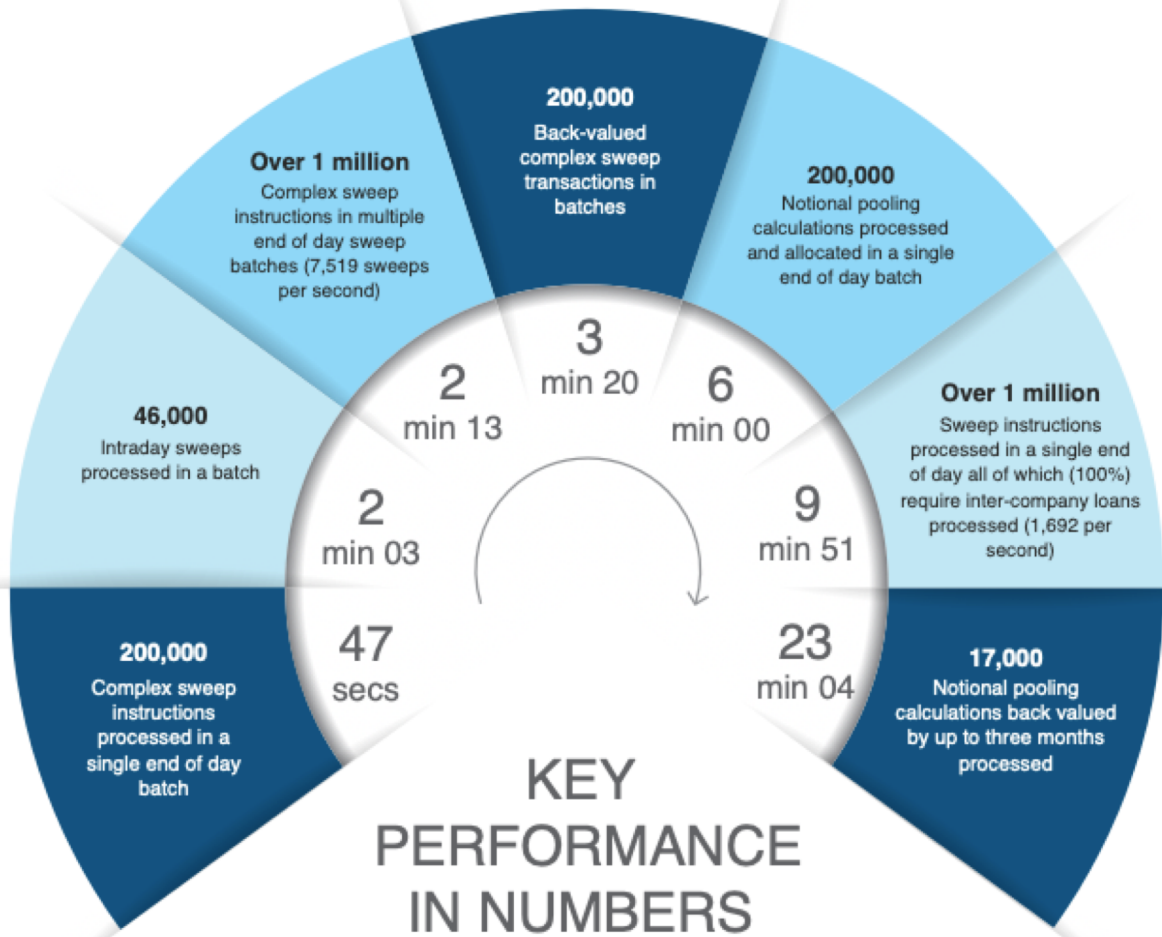 200,000
Complex sweep
instructions
processed in a
single end of day
batch
47
secs
46,000
Intraday sweeps
processed in a batch
2
min 03
Over 1 million
Complex sweep
instructions in multiple
end of day sweep
batches (7,519 sweeps
per second)
2
min 13
200,000
Back-valued
complex sweep
transactions in
batches
3
min 20
200,000
Notional pooling
calculations processed
and allocated in a single
end of day batch
6
min 00
Over 1 million
Sweep instructions
processed in a single end
of day all of which (100%)
require inter-company loans
processed (1,692 per
second)
9
min 51
17,000
Notional pooling
calculations back valued
by up to three months
processed
23
min 04
KEY
PERFORMANCE
IN NUMBERS